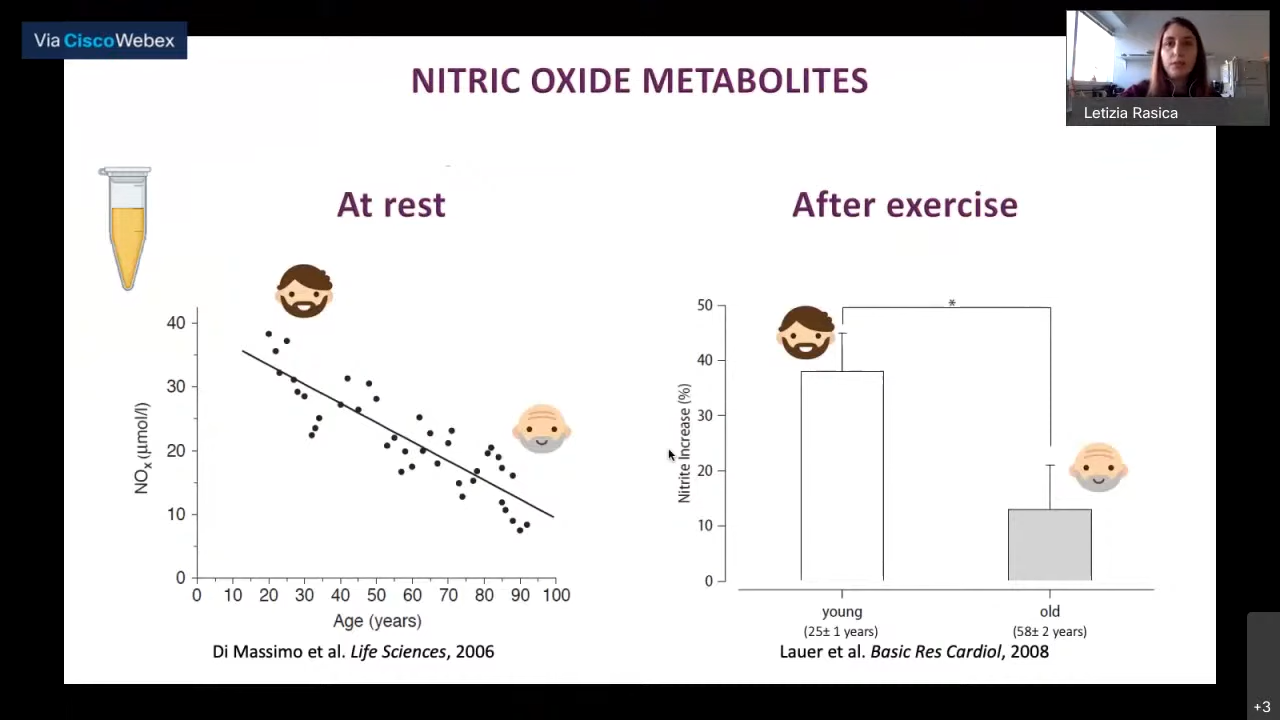 Via CiscoWebex
NITRIC OXIDE METABOLITES
Letizia Rasica
At rest
After exercise
40
30
20
10
0
NOx (μmol/l)
0 10 20 30 40 50 60 70 80 90 100
Age (years)
Di Massimo et al. Life Sciences, 2006
50
40
30
20
10
0
*
Nitrite Increase (%)
young
(25± 1 years)
old
(58± 2 years)
Lauer et al. Basic Res Cardiol, 2008
+3